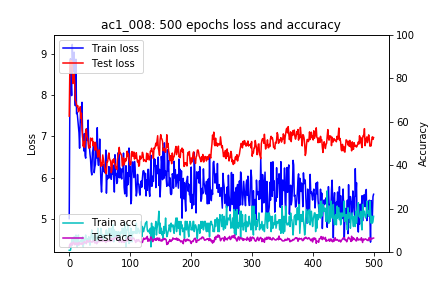 ac1_008: 500 epochs loss and accuracy
Train loss
Test loss
Train acc
Test acc
Loss
Accuracy
9
8
7
6
5
100
80
60
40
20
0
0 100 200 300 400 500